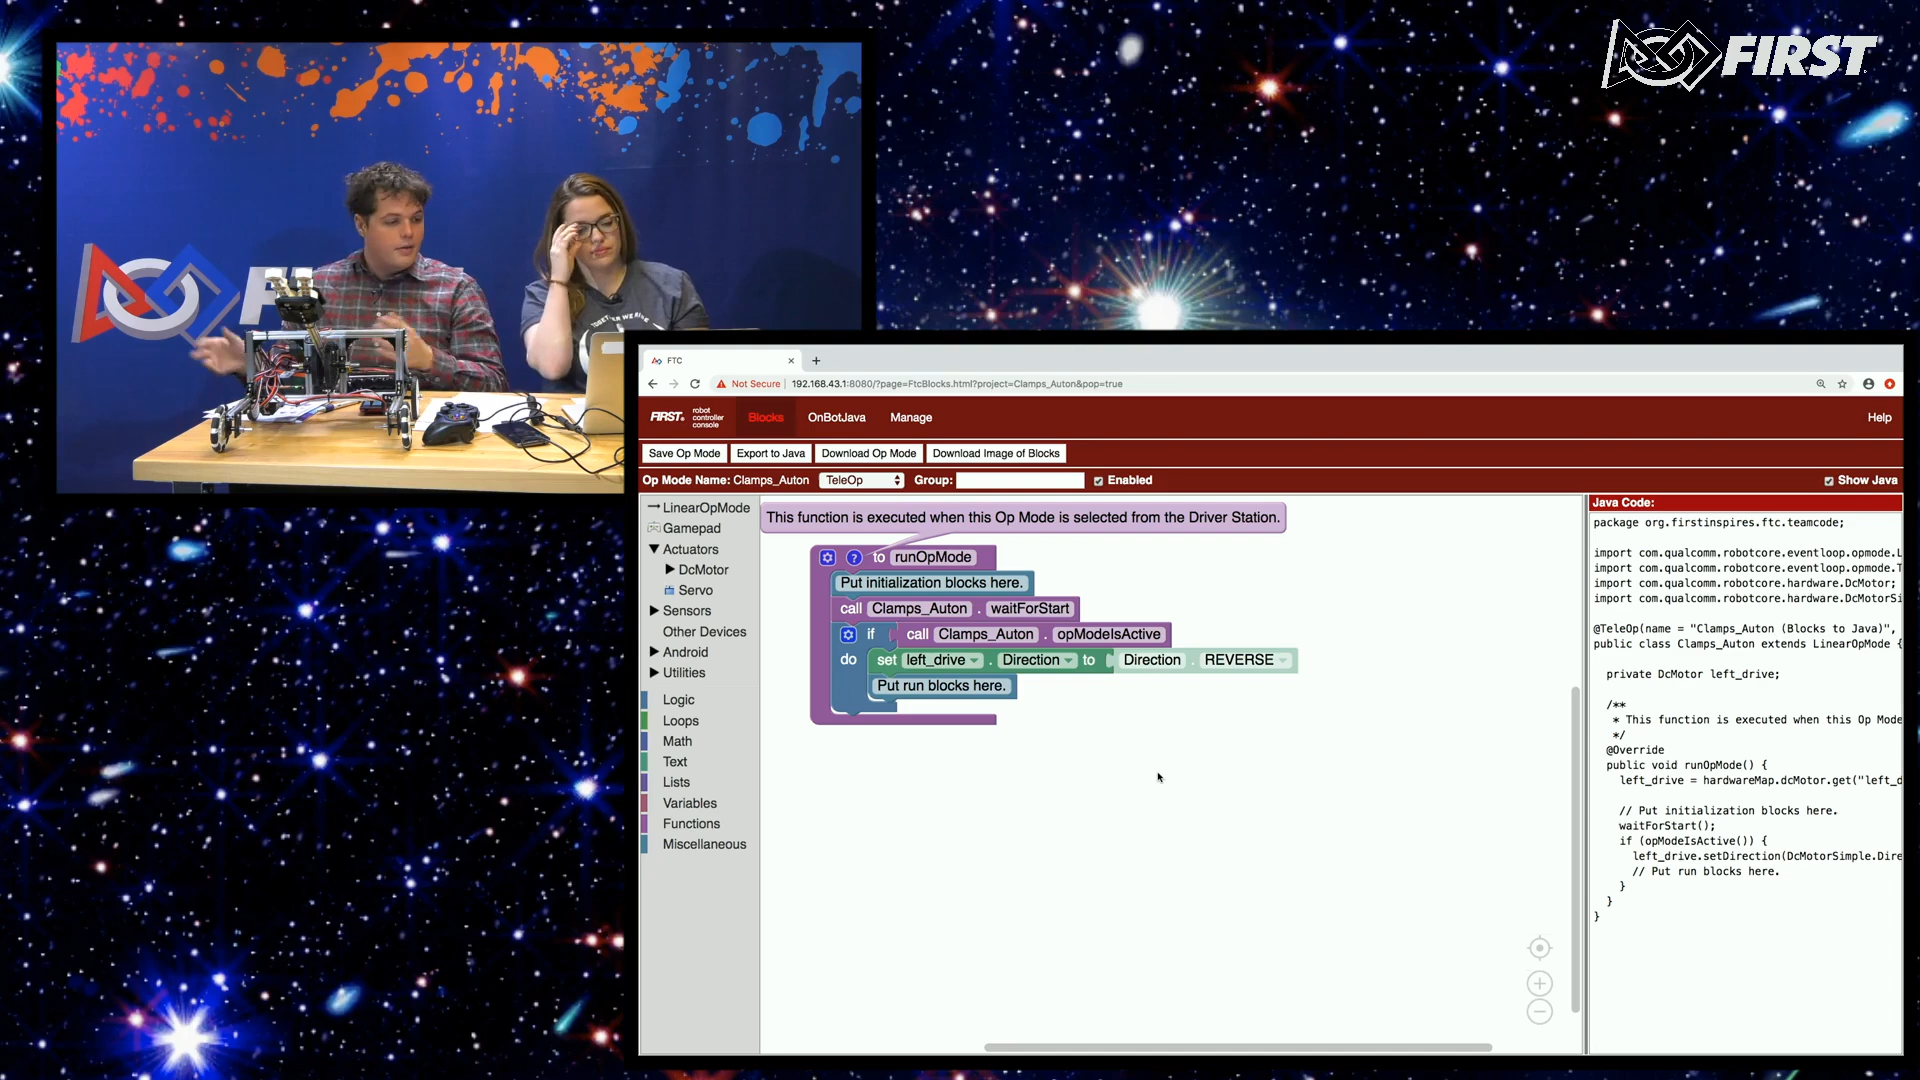 FIRST
TOGETHER WE RISE
FTC
Not Secure
192.168.43.1:8080/?page=FtcBlocks.html?project=Clamps_Auton&pop=true
FIRST
robot
controller
console
Blocks
OnBotJava
Manage
Help
Save Op Mode
Export to Java
Download Op Mode
Download Image of Blocks
Op Mode Name: Clamps_Auton
TeleOp
Group:
Enabled
Show Java
LinearOpMode
Gamepad
Actuators
DcMotor
Servo
Sensors
Other Devices
Android
Utilities
Logic
Loops
Math
Text
Lists
Variables
Functions
Miscellaneous
This function is executed when this Op Mode is selected from the Driver Station.
? to runOpMode
Put initialization blocks here.
call Clamps_Auton . waitForStart
if call Clamps_Auton . opModeIsActive
do set left_drive . Direction to Direction . REVERSE
Put run blocks here.
Java Code:
package org.firstinspires.ftc.teamcode;
import com.qualcomm.robotcore.eventloop.opmode.L
import com.qualcomm.robotcore.eventloop.opmode.T
import com.qualcomm.robotcore.hardware.DcMotor;
import com.qualcomm.robotcore.hardware.DcMotorSi
@TeleOp(name = "Clamps_Auton (Blocks to Java)",
public class Clamps_Auton extends LinearOpMode {
private DcMotor left_drive;
/**
* This function is executed when this Op Mode
*/
@Override
public void runOpMode() {
left_drive = hardwareMap.dcMotor.get("left_d
// Put initialization blocks here.
waitForStart();
if (opModeIsActive()) {
left_drive.setDirection(DcMotorSimple.Dire
// Put run blocks here.
}
}
}